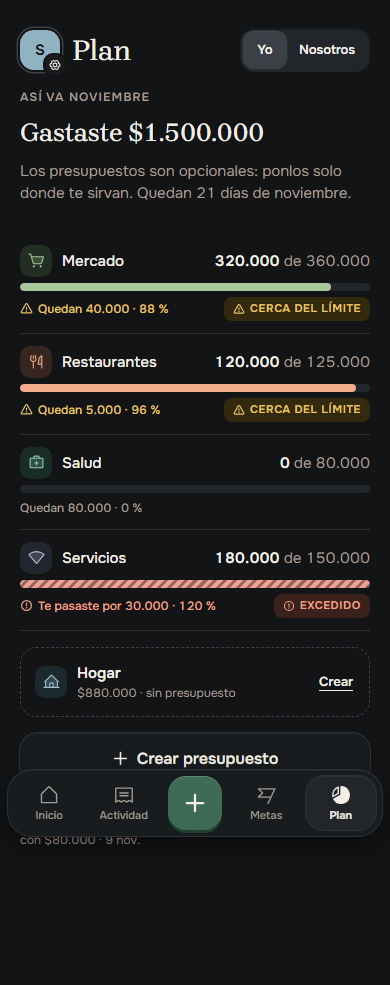 S Plan Yo Nosotros
ASÍ VA NOVIEMBRE
Gastaste $1.500.000
Los presupuestos son opcionales: ponlos solo
donde te sirvan. Quedan 21 días de noviembre.
Mercado 320.000 de 360.000
Quedan 40.000 · 88 % CERCA DEL LÍMITE
Restaurantes 120.000 de 125.000
Quedan 5.000 · 96 % CERCA DEL LÍMITE
Salud 0 de 80.000
Quedan 80.000 · 0 %
Servicios 180.000 de 150.000
Te pasaste por 30.000 · 120 % EXCEDIDO
Hogar
$880.000 · sin presupuesto Crear
+ Crear presupuesto
Inicio Actividad + Metas Plan
con $80.000 · 9 nov.